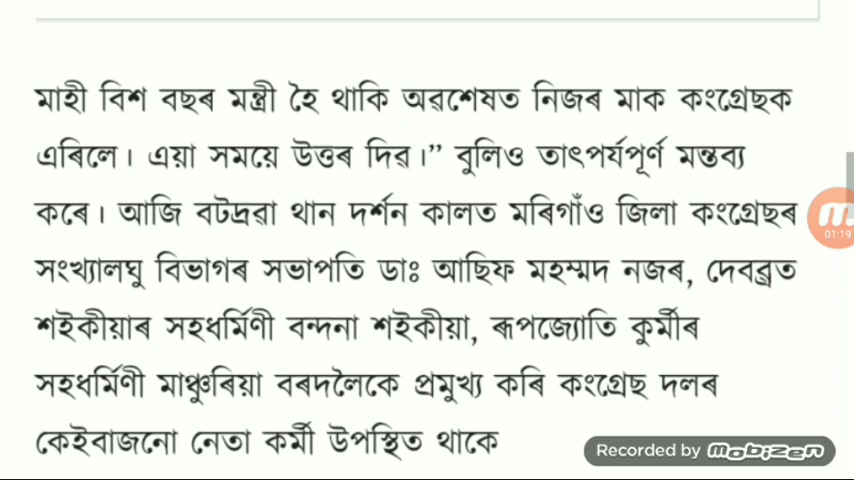 মাহী বিশ বছৰ মন্ত্ৰী হৈ থাকি অৱশেষত নিজৰ মাক কংগ্ৰেছক
এৰিলে। এয়া সময়ে উত্তৰ দিৱ।” বুলিও তাৎপৰ্যপূৰ্ণ মন্তব্য
কৰে। আজি বটদ্ৰৱা থান দৰ্শন কালত মৰিগাঁও জিলা কংগ্ৰেছৰ
সংখ্যালঘু বিভাগৰ সভাপতি ডাঃ আছিফ মহম্মদ নজৰ, দেবব্ৰত
শইকীয়াৰ সহধৰ্মিণী বন্দনা শইকীয়া, ৰূপজ্যোতি কুৰ্মীৰ
সহধৰ্মিণী মাঞ্চুৰিয়া বৰদলৈকে প্ৰমুখ্য কৰি কংগ্ৰেছ দলৰ
কেইবাজনো নেতা কৰ্মী উপস্থিত থাকে
01:19
Recorded by mobizen